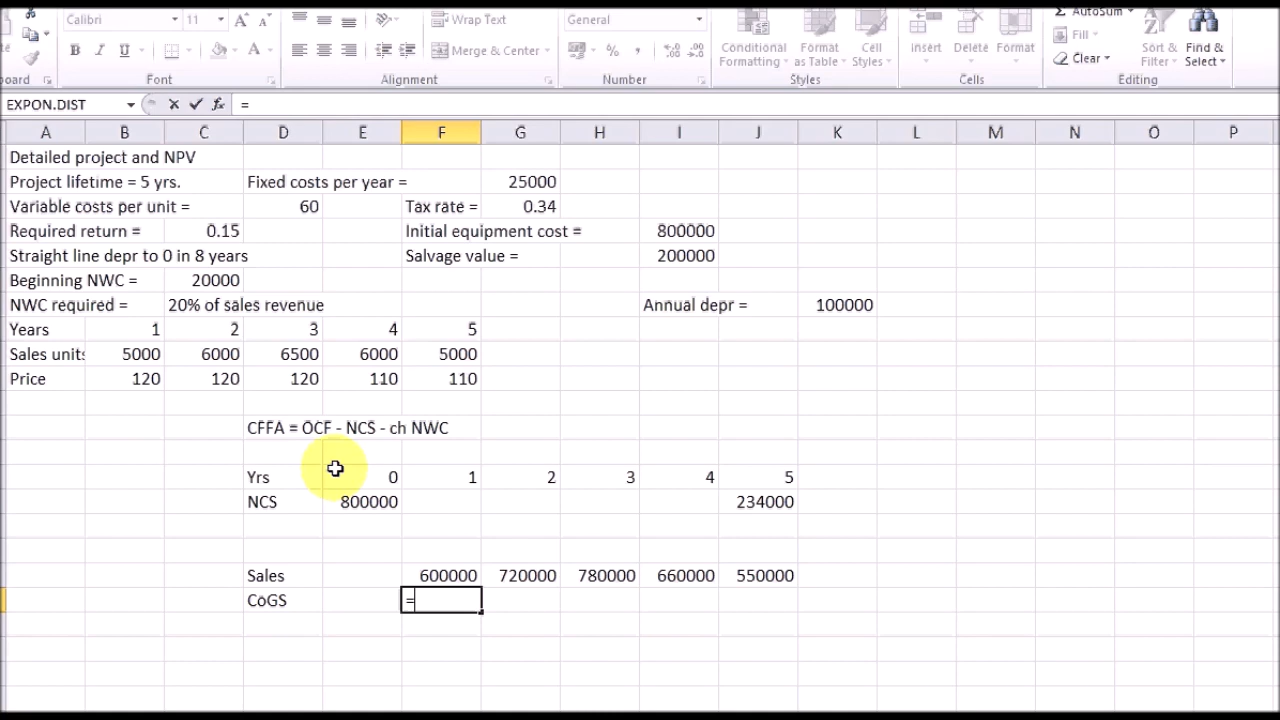 Calibri 11 A A Wrap Text General AutoSum
B I U A Merge & Center % , Conditional Formatting Format as Table Cell Styles Insert Delete Format Fill Clear Sort & Filter Find & Select
board Font Alignment Number Styles Cells Editing
EXPON.DIST fx =
A B C D E F G H I J K L M N O P
Detailed project and NPV
Project lifetime = 5 yrs. Fixed costs per year = 25000
Variable costs per unit = 60 Tax rate = 0.34
Required return = 0.15 Initial equipment cost = 800000
Straight line depr to 0 in 8 years Salvage value = 200000
Beginning NWC = 20000
NWC required = 20% of sales revenue Annual depr = 100000
Years 1 2 3 4 5
Sales units 5000 6000 6500 6000 5000
Price 120 120 120 110 110
CFFA = OCF - NCS - ch NWC
Yrs 0 1 2 3 4 5
NCS 800000 234000
Sales 600000 720000 780000 660000 550000
CoGS =